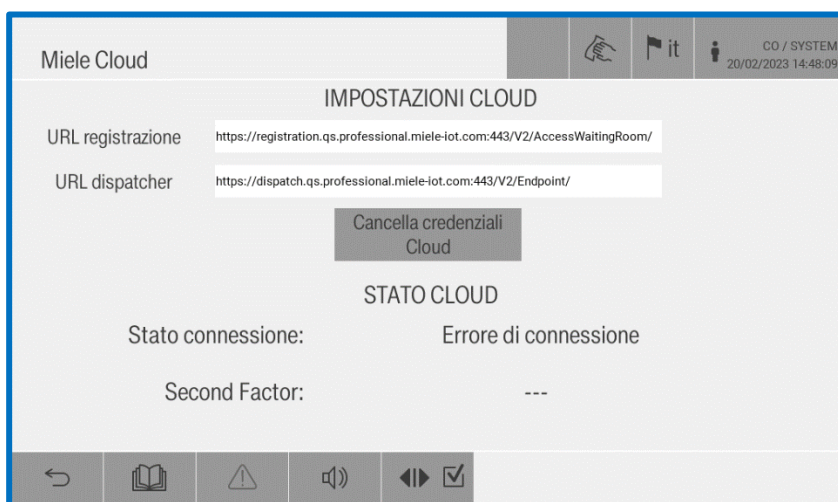 Miele Cloud
it
CO / SYSTEM
20/02/2023 14:48:09
IMPOSTAZIONI CLOUD
URL registrazione
https://registration.qs.professional.miele-iot.com:443/V2/AccessWaitingRoom/
URL dispatcher
https://dispatch.qs.professional.miele-iot.com:443/V2/Endpoint/
Cancella credenziali
Cloud
STATO CLOUD
Stato connessione: Errore di connessione
Second Factor: ---